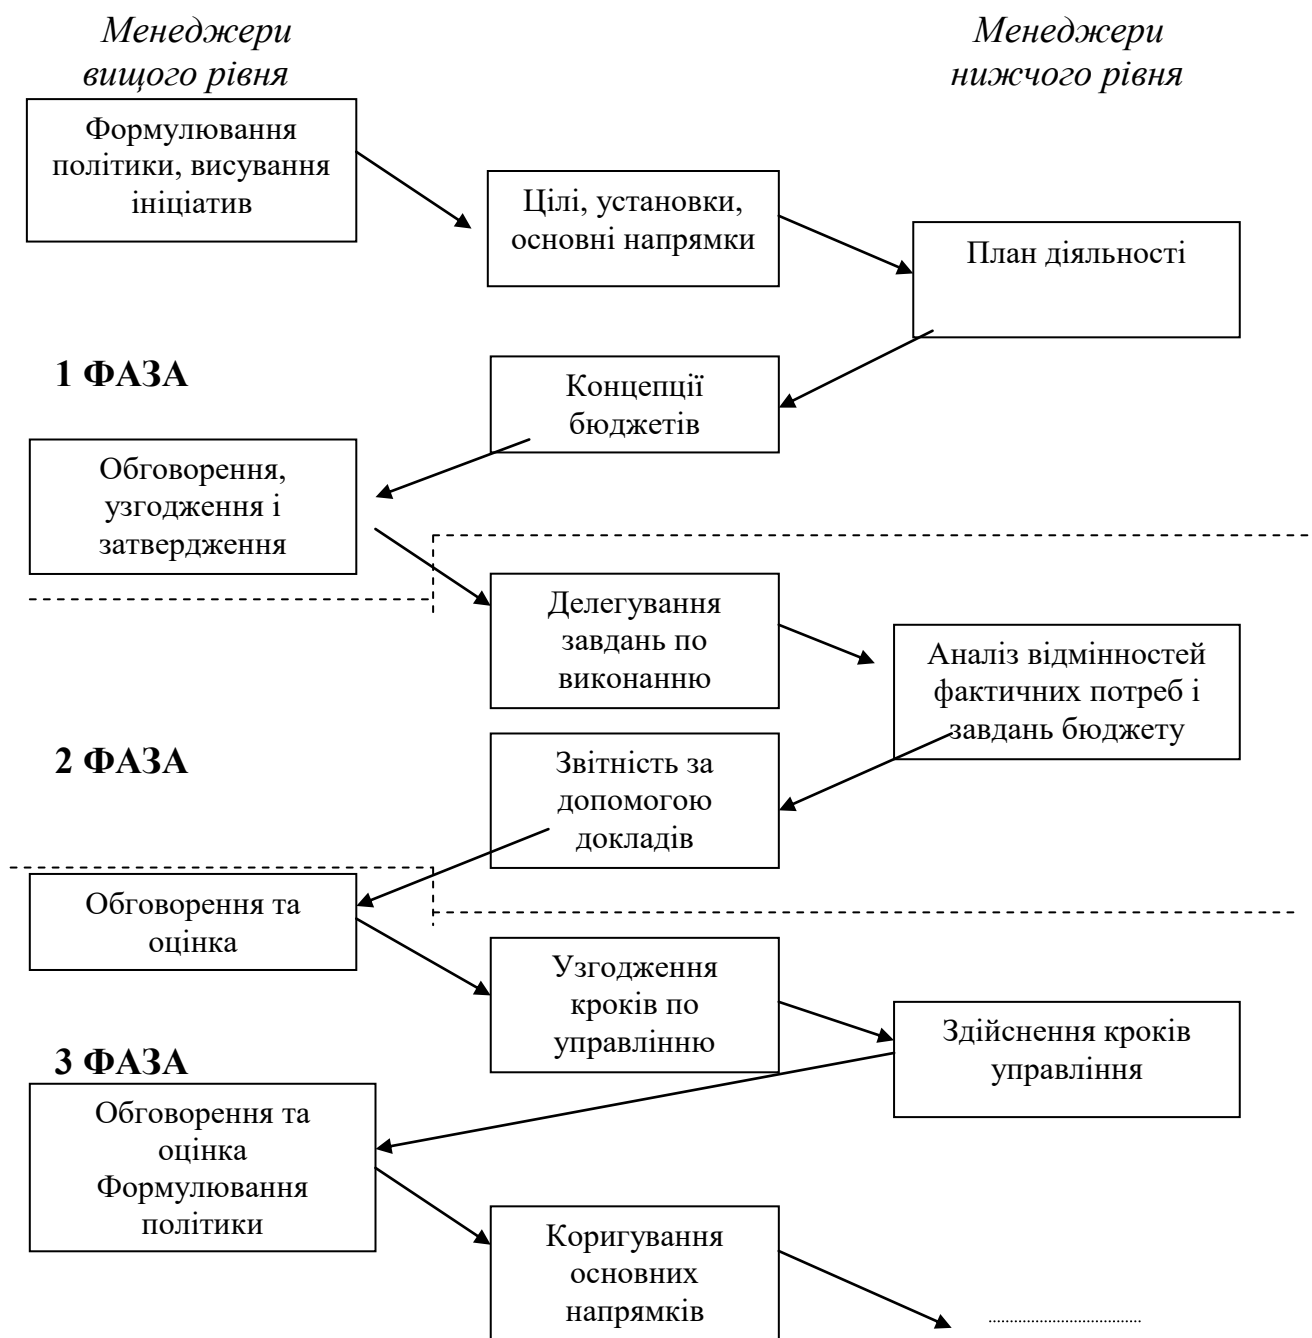 Менеджери
вищого рівня
Менеджери
нижчого рівня
Формулювання
політики, висування
ініціатив
Цілі, установки,
основні напрямки
План діяльності
1 ФАЗА
Концепції
бюджетів
Обговорення,
узгодження і
затвердження
Делегування
завдань по
виконанню
Аналіз відмінностей
фактичних потреб і
завдань бюджету
2 ФАЗА
Звітність за
допомогою
докладів
Обговорення та
оцінка
Узгодження
кроків по
управлінню
Здійснення кроків
управління
3 ФАЗА
Обговорення та
оцінка
Формулювання
політики
Коригування
основних
напрямків
....................................